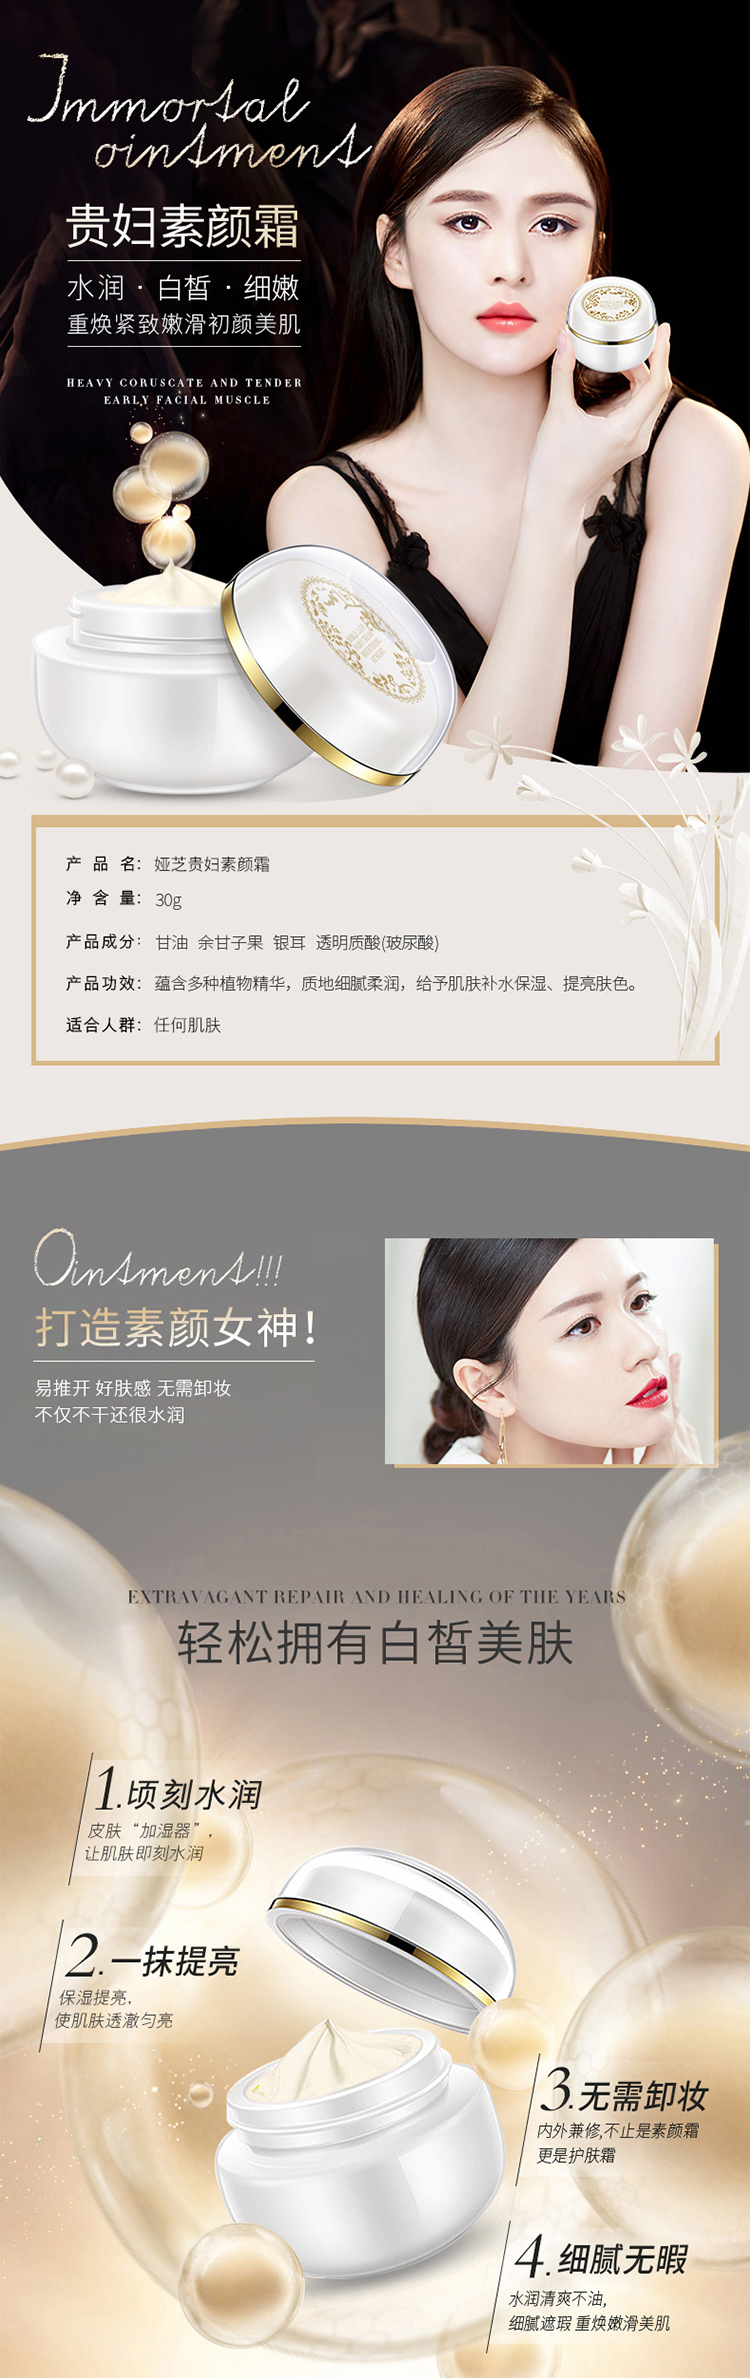 Immortal
ointment
贵妇素颜霜
水润 · 白皙 · 细嫩
重焕紧致嫩滑初颜美肌
HEAVY CORUSCATE AND TENDER
EARLY FACIAL MUSCLE
产 品 名： 娅芝贵妇素颜霜
净 含 量： 30g
产品成分： 甘油 余甘子果 银耳 透明质酸(玻尿酸)
产品功效： 蕴含多种植物精华，质地细腻柔润，给予肌肤补水保湿、提亮肤色。
适合人群： 任何肌肤
Ointment!!!
打造素颜女神！
易推开 好肤感 无需卸妆
不仅不干还很水润
EXTRAVAGANT REPAIR AND HEALING OF THE YEARS
轻松拥有白皙美肤
1.顷刻水润
皮肤“加湿器”，
让肌肤即刻水润
2.一抹提亮
保湿提亮，
使肌肤透澈匀亮
3.无需卸妆
内外兼修,不止是素颜霜
更是护肤霜
4.细腻无暇
水润清爽不油,
细腻遮瑕 重焕嫩滑美肌